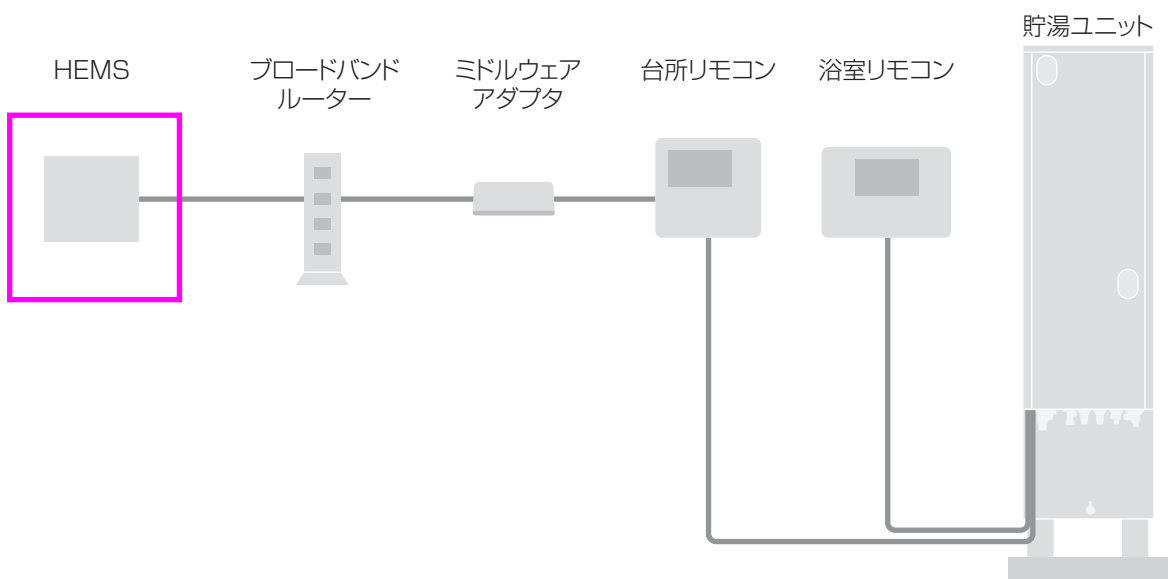 貯湯ユニット
HEMS
ブロードバンド
ルーター
ミドルウェア
アダプタ
台所リモコン
浴室リモコン